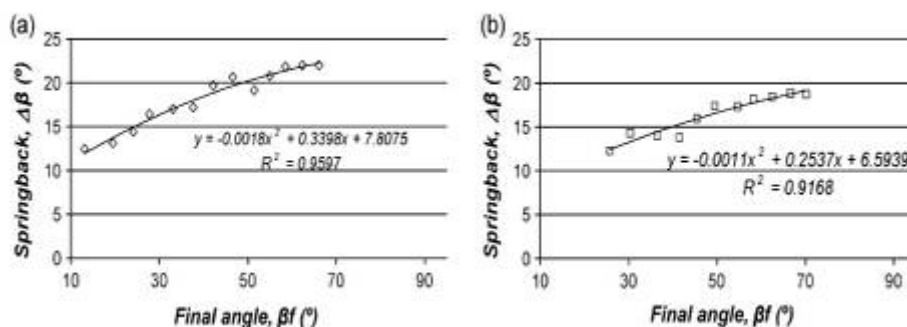 (a)
25
20
15
10
5
0
Springback, Δβ (º)
y = -0.0018x² + 0.3398x + 7.8075
R² = 0.9597
10 30 50 70 90
Final angle, βf (º)
(b)
25
20
15
10
5
0
Springback, Δβ (º)
y = -0.0011x² + 0.2537x + 6.5939
R² = 0.9168
10 30 50 70 90
Final angle, βf (º)